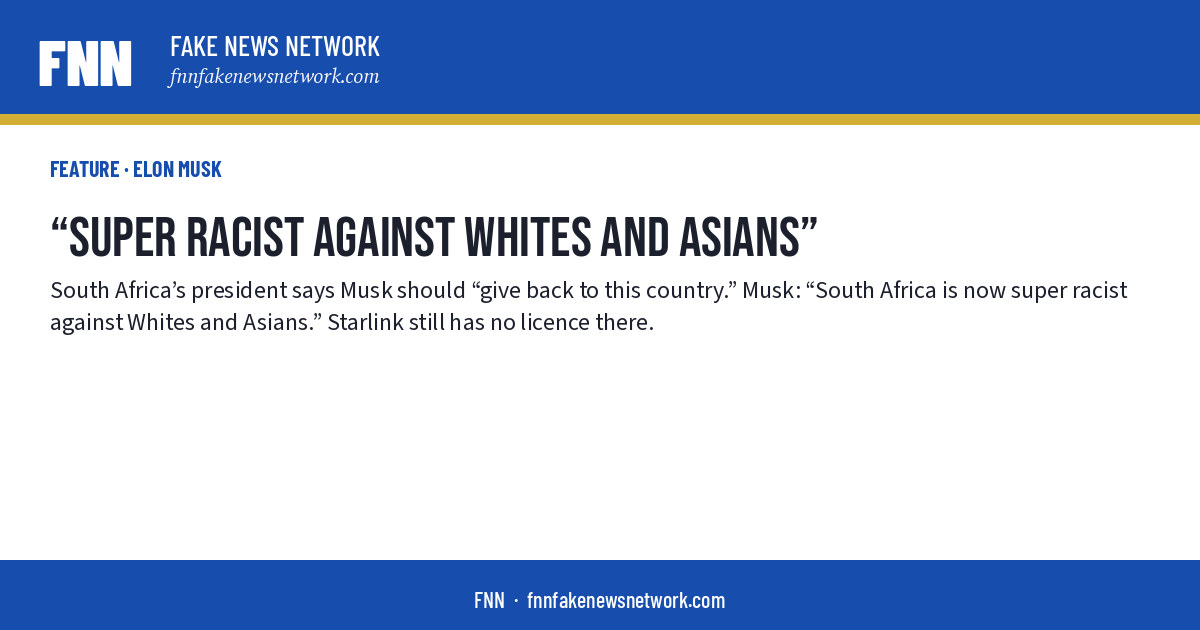 FNN
FAKE NEWS NETWORK
fnnfakenewsnetwork.com
FEATURE · ELON MUSK
“SUPER RACIST AGAINST WHITES AND ASIANS”
South Africa’s president says Musk should “give back to this country.” Musk: “South Africa is now super racist
against Whites and Asians.” Starlink still has no licence there.
FNN · fnnfakenewsnetwork.com